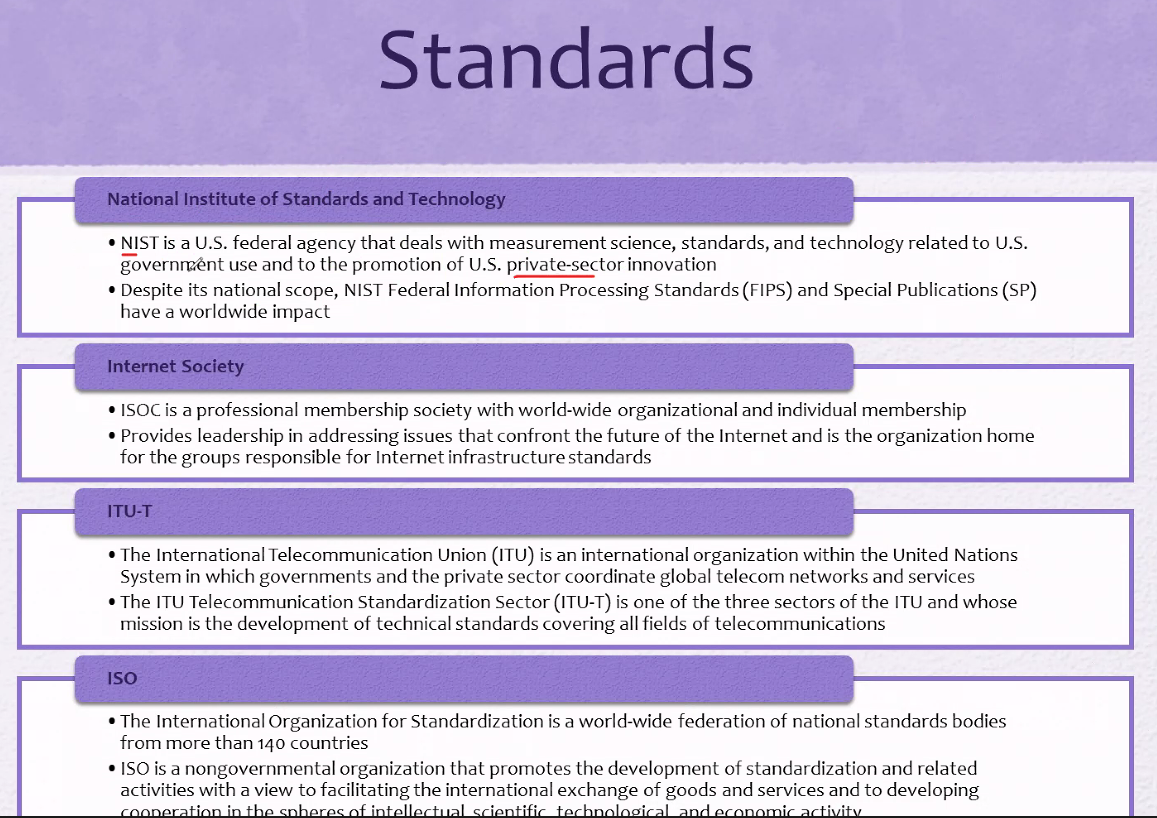 Standards
National Institute of Standards and Technology
• NIST is a U.S. federal agency that deals with measurement science, standards, and technology related to U.S.
government use and to the promotion of U.S. private-sector innovation
• Despite its national scope, NIST Federal Information Processing Standards (FIPS) and Special Publications (SP)
have a worldwide impact
Internet Society
• ISOC is a professional membership society with world-wide organizational and individual membership
• Provides leadership in addressing issues that confront the future of the Internet and is the organization home
for the groups responsible for Internet infrastructure standards
ITU-T
• The International Telecommunication Union (ITU) is an international organization within the United Nations
System in which governments and the private sector coordinate global telecom networks and services
• The ITU Telecommunication Standardization Sector (ITU-T) is one of the three sectors of the ITU and whose
mission is the development of technical standards covering all fields of telecommunications
ISO
• The International Organization for Standardization is a world-wide federation of national standards bodies
from more than 140 countries
• ISO is a nongovernmental organization that promotes the development of standardization and related
activities with a view to facilitating the international exchange of goods and services and to developing
cooperation in the spheres of intellectual, scientific, technological, and economic activity